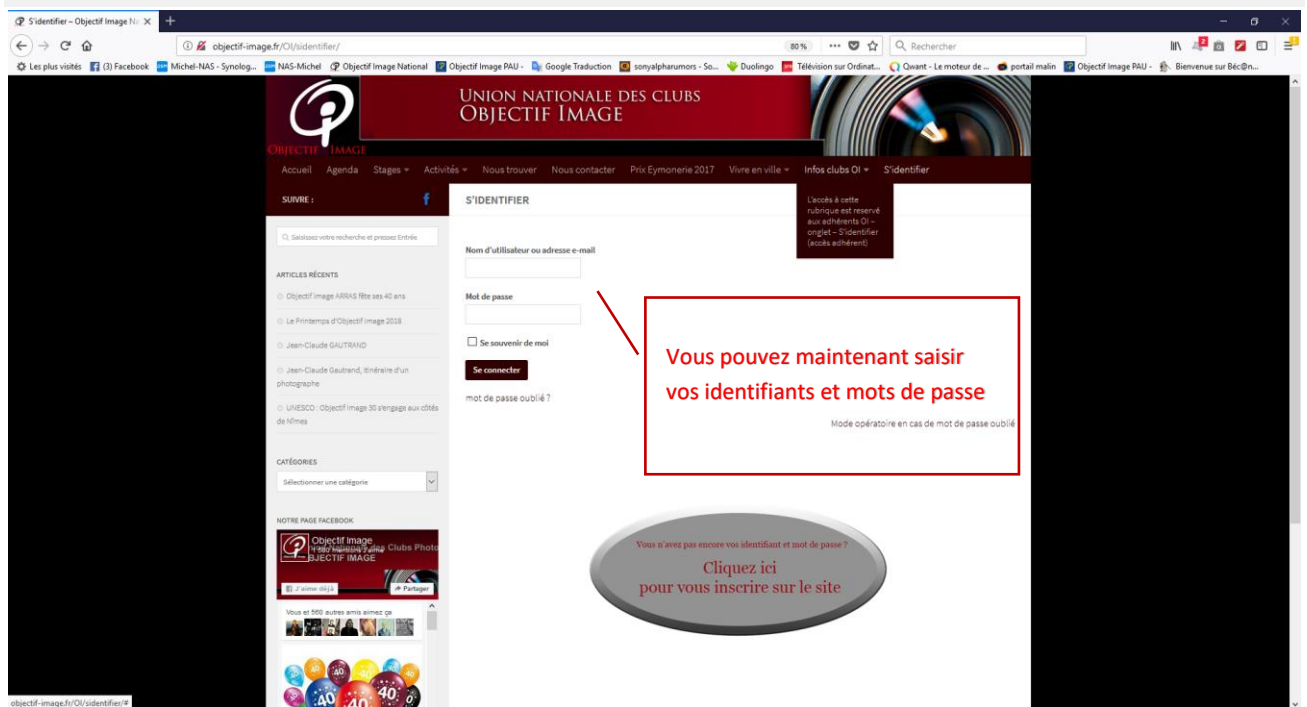 S'identifier – Objectif Image Na
objectif-image.fr/OI/sidentifier/
80 %
Rechercher
Les plus visités (3) Facebook Michel-NAS - Synolog... NAS-Michel Objectif Image National Objectif Image PAU - Google Traduction sonyalpharumors - So... Duolingo Télévision sur Ordinat... Qwant - Le moteur de ... portail malin Objectif Image PAU - Bienvenue sur Béc@n...
UNION NATIONALE DES CLUBS
OBJECTIF IMAGE
OBJECTIF IMAGE
Accueil Agenda Stages Activités Nous trouver Nous contacter Prix Eymonerie 2017 Vivre en ville Infos clubs OI S'identifier
SUIVRE :
S'IDENTIFIER
L'accès à cette
rubrique est reservé
aux adhérents OI –
onglet – S'identifier
(accès adhérent)
Saisissez votre recherche et pressez Entrée
Nom d'utilisateur ou adresse e-mail
ARTICLES RÉCENTS
Objectif image ARRAS fête ses 40 ans
Mot de passe
Le Printemps d'Objectif Image 2018
Jean-Claude GAUTRAND
Se souvenir de moi
Jean-Claude Gautrand, itinéraire d'un
photographe
Se connecter
mot de passe oublié ?
UNESCO : Objectif Image 30 s'engage aux côtés
de Nîmes
Vous pouvez maintenant saisir
vos identifiants et mots de passe
Mode opératoire en cas de mot de passe oublié
CATÉGORIES
Sélectionner une catégorie
NOTRE PAGE FACEBOOK
Objectif Image
des Clubs Photo
BJECTIF IMAGE
J'aime déjà
Partager
Vous et 560 autres amis aimez ça
40
40
40
40
Vous n'avez pas encore vos identifiant et mot de passe ?
Cliquez ici
pour vous inscrire sur le site
objectif-image.fr/OI/sidentifier/#